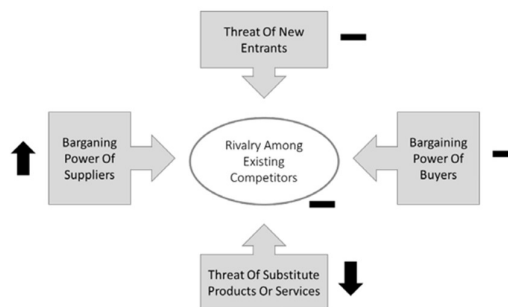 Threat Of New
Entrants
Barganing
Power Of
Suppliers
Rivalry Among
Existing
Competitors
Bargaining
Power Of
Buyers
Threat Of Substitute
Products Or Services